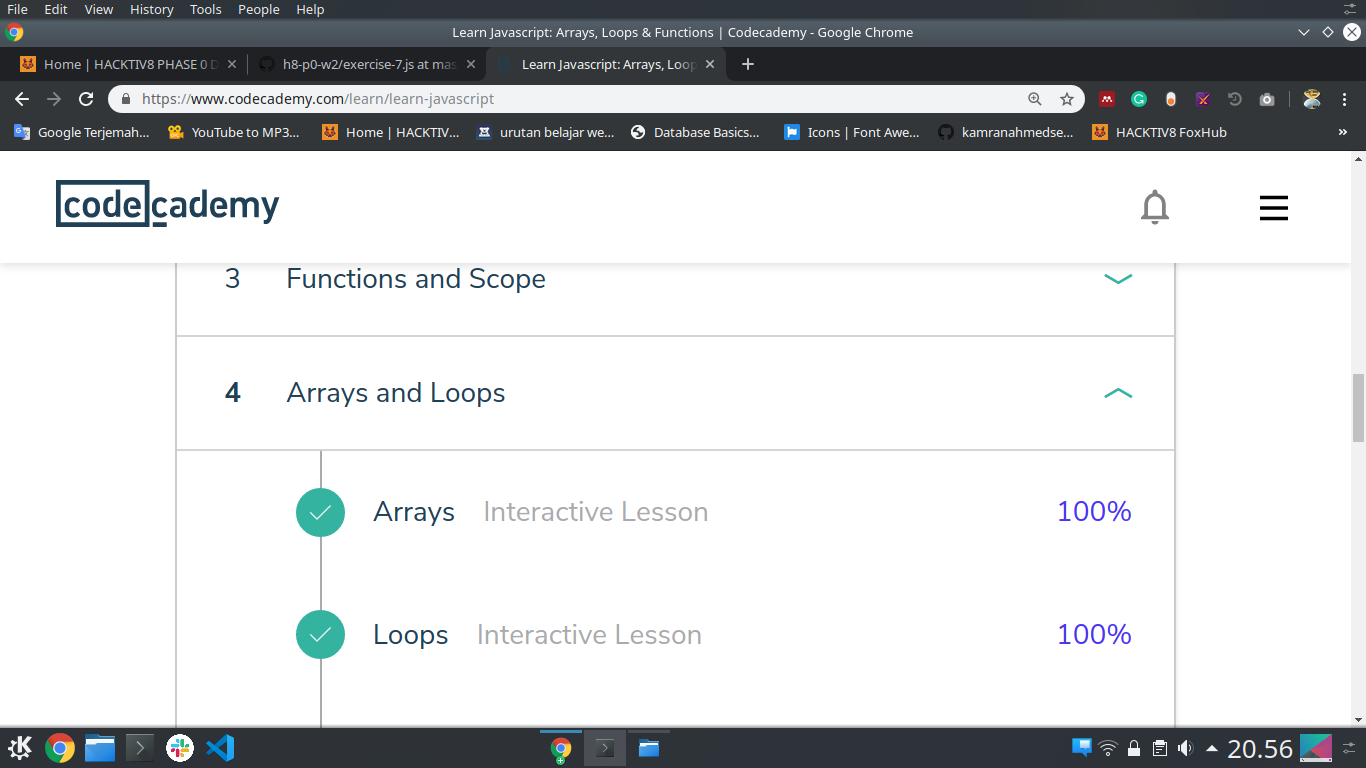 File Edit View History Tools People Help
Learn Javascript: Arrays, Loops & Functions | Codecademy - Google Chrome
Home | HACKTIV8 PHASE 0 D
h8-p0-w2/exercise-7.js at mas
Learn Javascript: Arrays, Loop
https://www.codecademy.com/learn/learn-javascript
Google Terjemah... YouTube to MP3... Home | HACKTIV... urutan belajar we... Database Basics... Icons | Font Awe... kamranahmedse... HACKTIV8 FoxHub »
codecademy
3 Functions and Scope
4 Arrays and Loops
Arrays Interactive Lesson 100%
Loops Interactive Lesson 100%
20.56